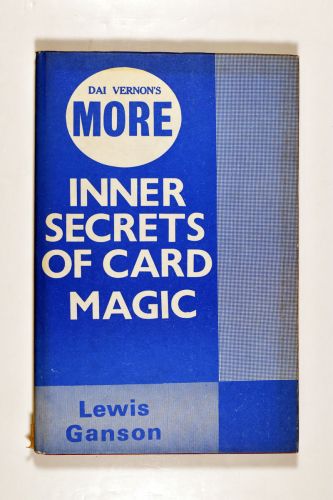 DAI VERNON'S
MORE
INNER
SECRETS
OF CARD
MAGIC
Lewis
Ganson